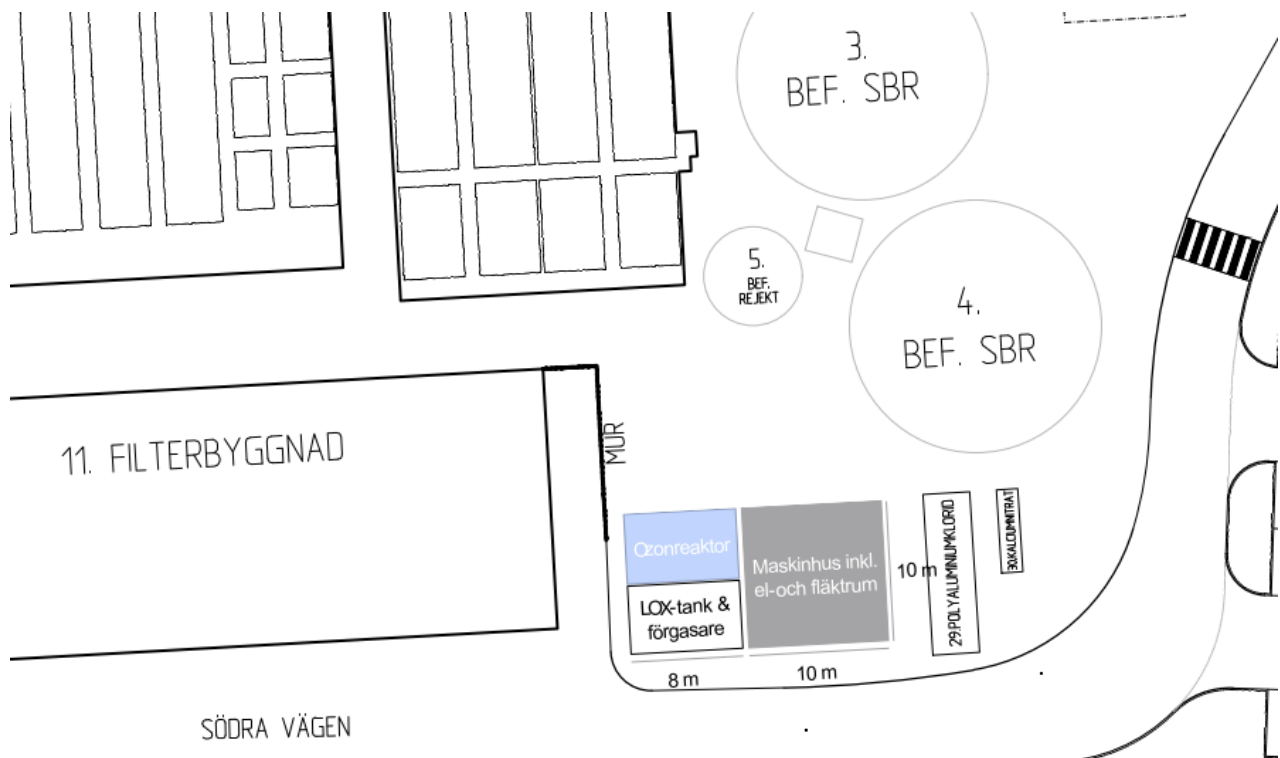 3.
BEF. SBR
5.
BEF.
REJEKT
4.
BEF. SBR
11. FILTERBYGGNAD
MUR
Ozonreaktor
LOX-tank &
förgasare
Maskinhus inkl.
el-och fläktrum
10 m
29.POLYALUMINIUMKLORID
30.KALCIUMNITRAT
8 m
10 m
SÖDRA VÄGEN